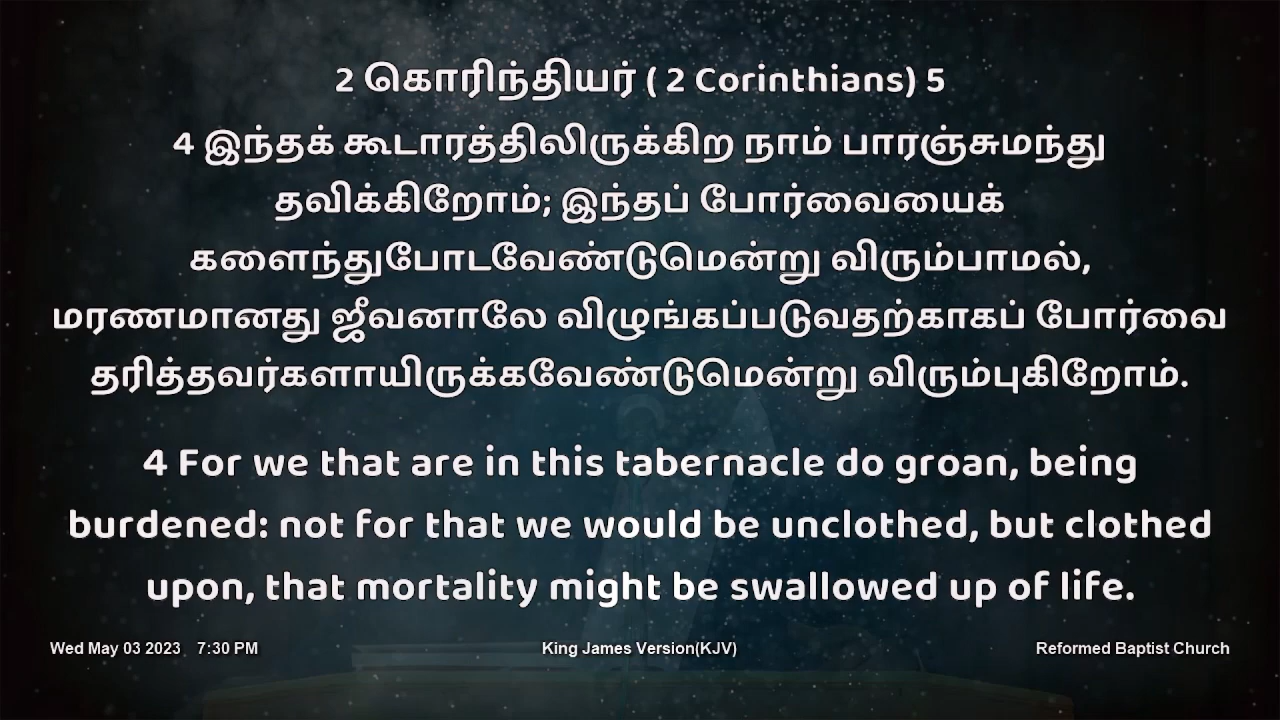 2 கொரிந்தியர் ( 2 Corinthians) 5
4 இந்தக் கூடாரத்திலிருக்கிற நாம் பாரஞ்சுமந்து
தவிக்கிறோம்; இந்தப் போர்வையைக்
களைந்துபோடவேண்டுமென்று விரும்பாமல்,
மரணமானது ஜீவனாலே விழுங்கப்படுவதற்காகப் போர்வை
தரித்தவர்களாயிருக்கவேண்டுமென்று விரும்புகிறோம்.
4 For we that are in this tabernacle do groan, being
burdened: not for that we would be unclothed, but clothed
upon, that mortality might be swallowed up of life.
Wed May 03 2023 7:30 PM King James Version(KJV) Reformed Baptist Church